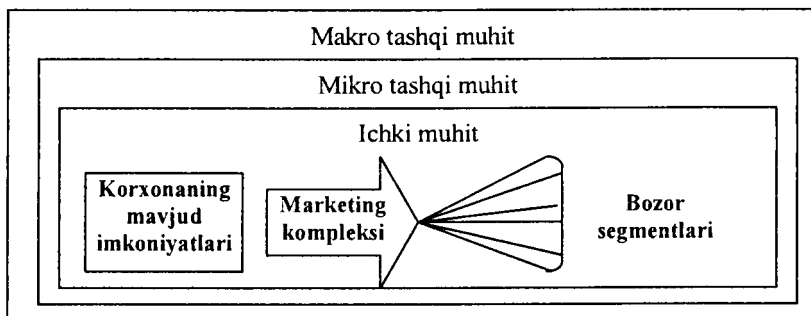 Makro tashqi muhit
Mikro tashqi muhit
Ichki muhit
Korxonaning
mavjud
imkoniyatlari
Marketing
kompleksi
Bozor
segmentlari